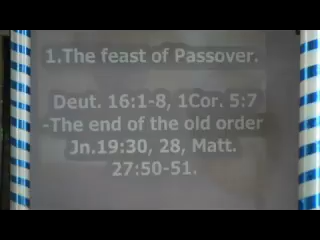 1.The feast of Passover.
Deut. 16:1-8, 1Cor. 5:7
-The end of the old order
Jn.19:30, 28, Matt.
27:50-51.